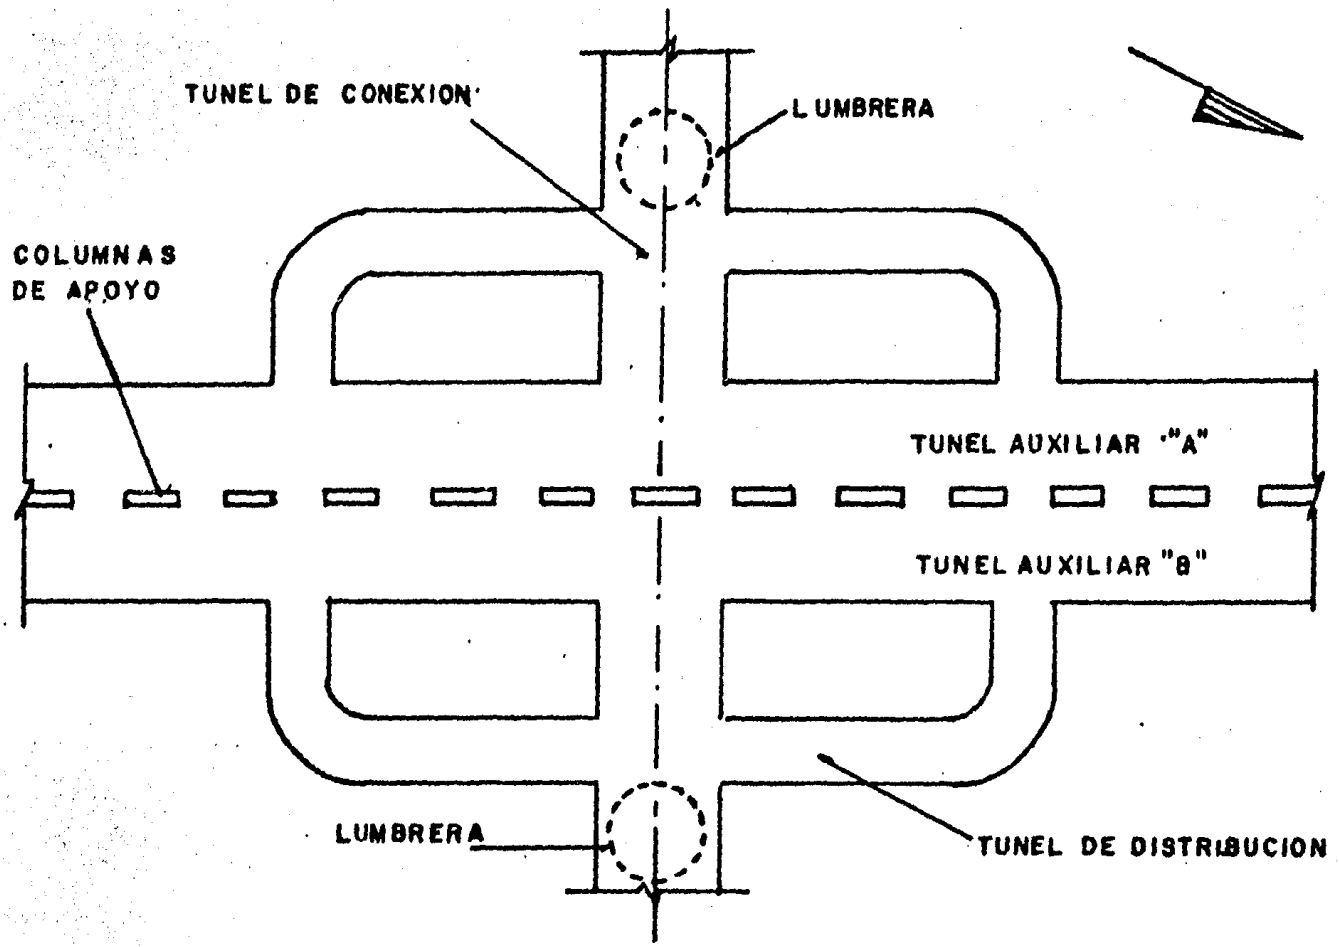 TUNEL DE CONEXION
LUMBRERA
COLUMNAS
DE APOYO
TUNEL AUXILIAR "A"
TUNEL AUXILIAR "B"
LUMBRERA
TUNEL DE DISTRIBUCION